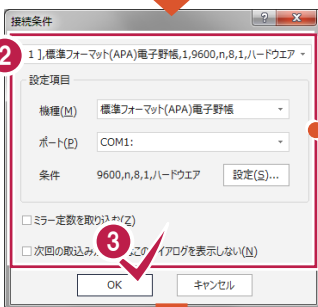 接続条件
2
1 ],標準フォーマット(APA)電子野帳,1,9600,n,8,1,ハードウエア
設定項目
機種(M) 標準フォーマット(APA)電子野帳
ポート(P) COM1:
条件 9600,n,8,1,ハードウエア 設定(S)...
ミラー定数を取り込む(Z)
3
次回の取込み このダイアログを表示しない(N)
OK キャンセル